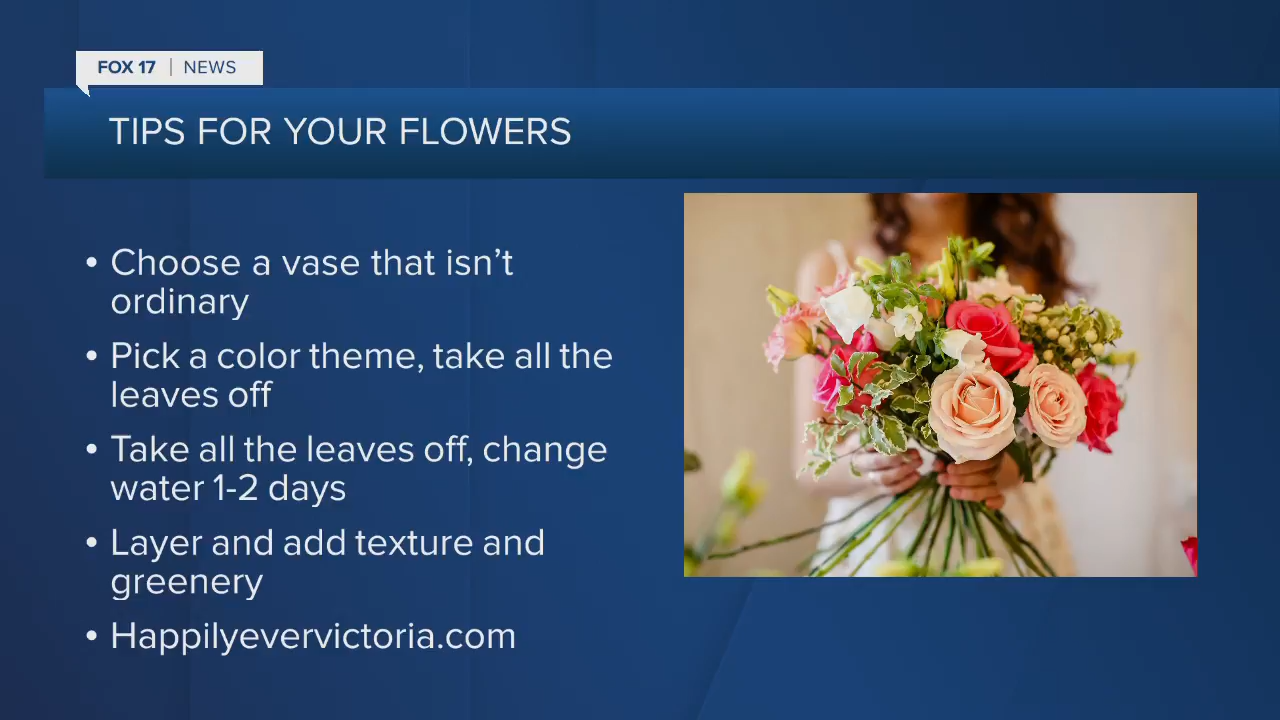 FOX 17 | NEWS
TIPS FOR YOUR FLOWERS
• Choose a vase that isn’t
ordinary
• Pick a color theme, take all the
leaves off
• Take all the leaves off, change
water 1-2 days
• Layer and add texture and
greenery
• Happilyevervictoria.com